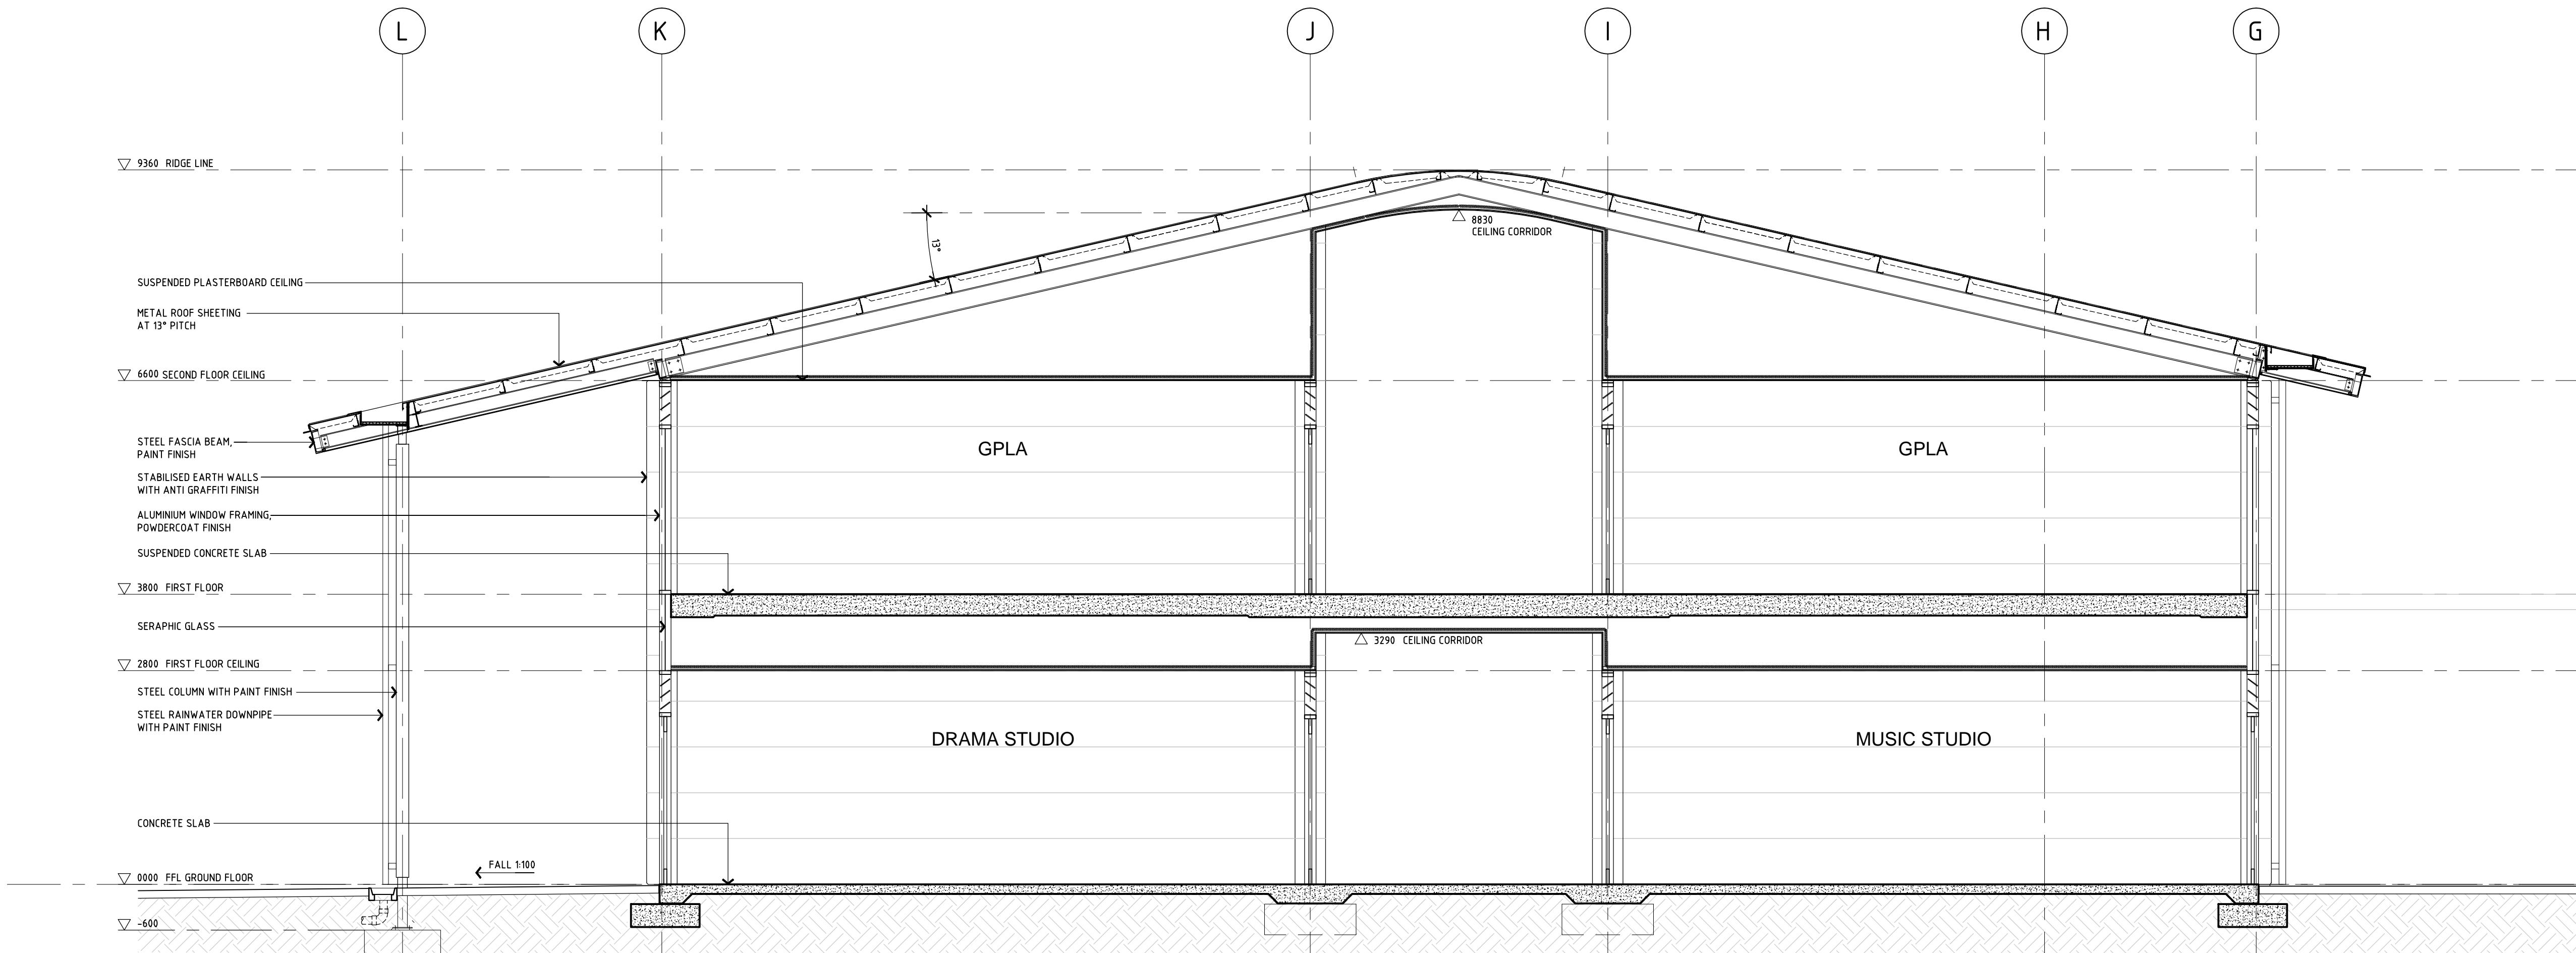 L K J I H G
9360 RIDGE LINE
13°
8830
CEILING CORRIDOR
SUSPENDED PLASTERBOARD CEILING
METAL ROOF SHEETING
AT 13° PITCH
6600 SECOND FLOOR CEILING
STEEL FASCIA BEAM,
PAINT FINISH
GPLA GPLA
STABILISED EARTH WALLS
WITH ANTI GRAFFITI FINISH
ALUMINIUM WINDOW FRAMING,
POWDERCOAT FINISH
SUSPENDED CONCRETE SLAB
3800 FIRST FLOOR
SERAPHIC GLASS
3290 CEILING CORRIDOR
2800 FIRST FLOOR CEILING
STEEL COLUMN WITH PAINT FINISH
STEEL RAINWATER DOWNPIPE
WITH PAINT FINISH
DRAMA STUDIO MUSIC STUDIO
CONCRETE SLAB
FALL 1:100
0000 FFL GROUND FLOOR
-600